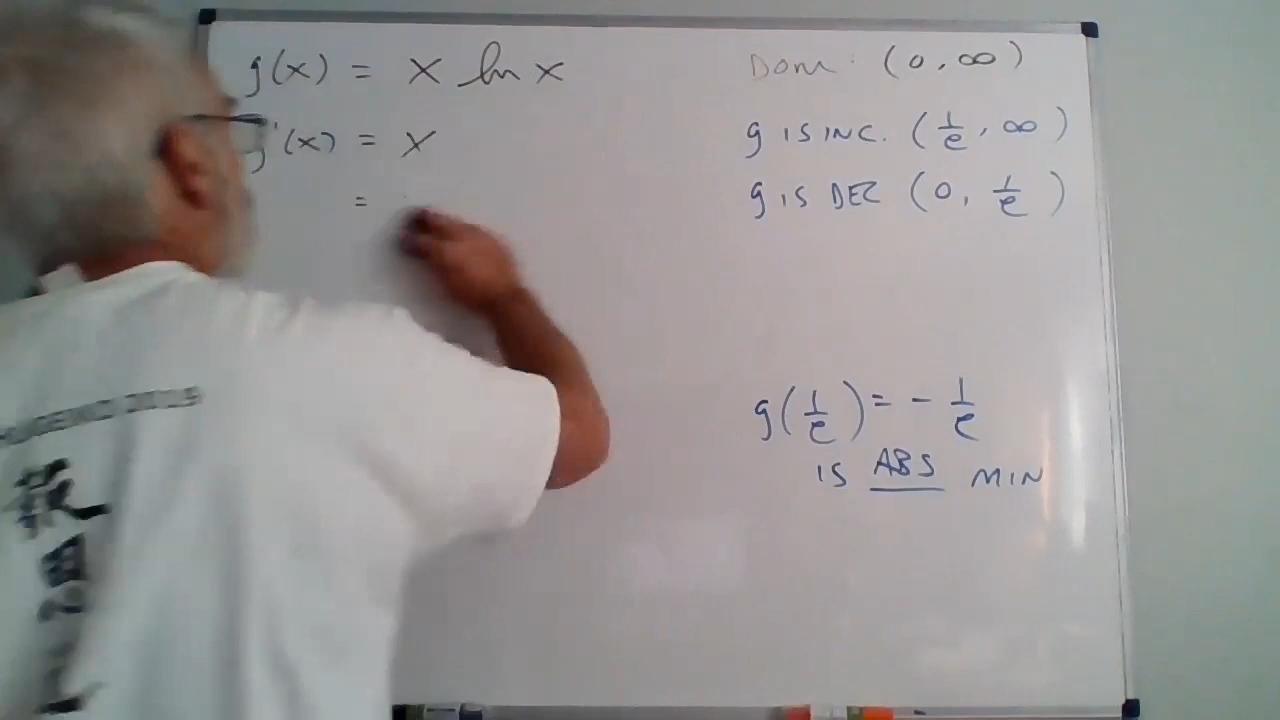 g(x) = x ln x
g'(x) = x
=
Dom: (0, ∞)
g IS INC. (1/e, ∞)
g IS DEC (0, 1/e)
g(1/e) = - 1/e
IS ABS MIN